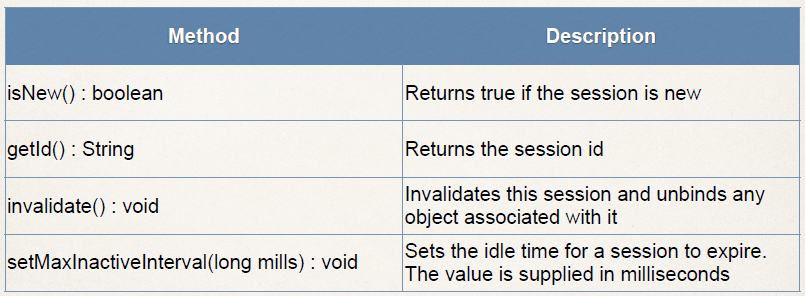 Method Description
isNew() : boolean Returns true if the session is new
getId() : String Returns the session id
invalidate() : void Invalidates this session and unbinds any
object associated with it
setMaxInactiveInterval(long mills) : void Sets the idle time for a session to expire.
The value is supplied in milliseconds